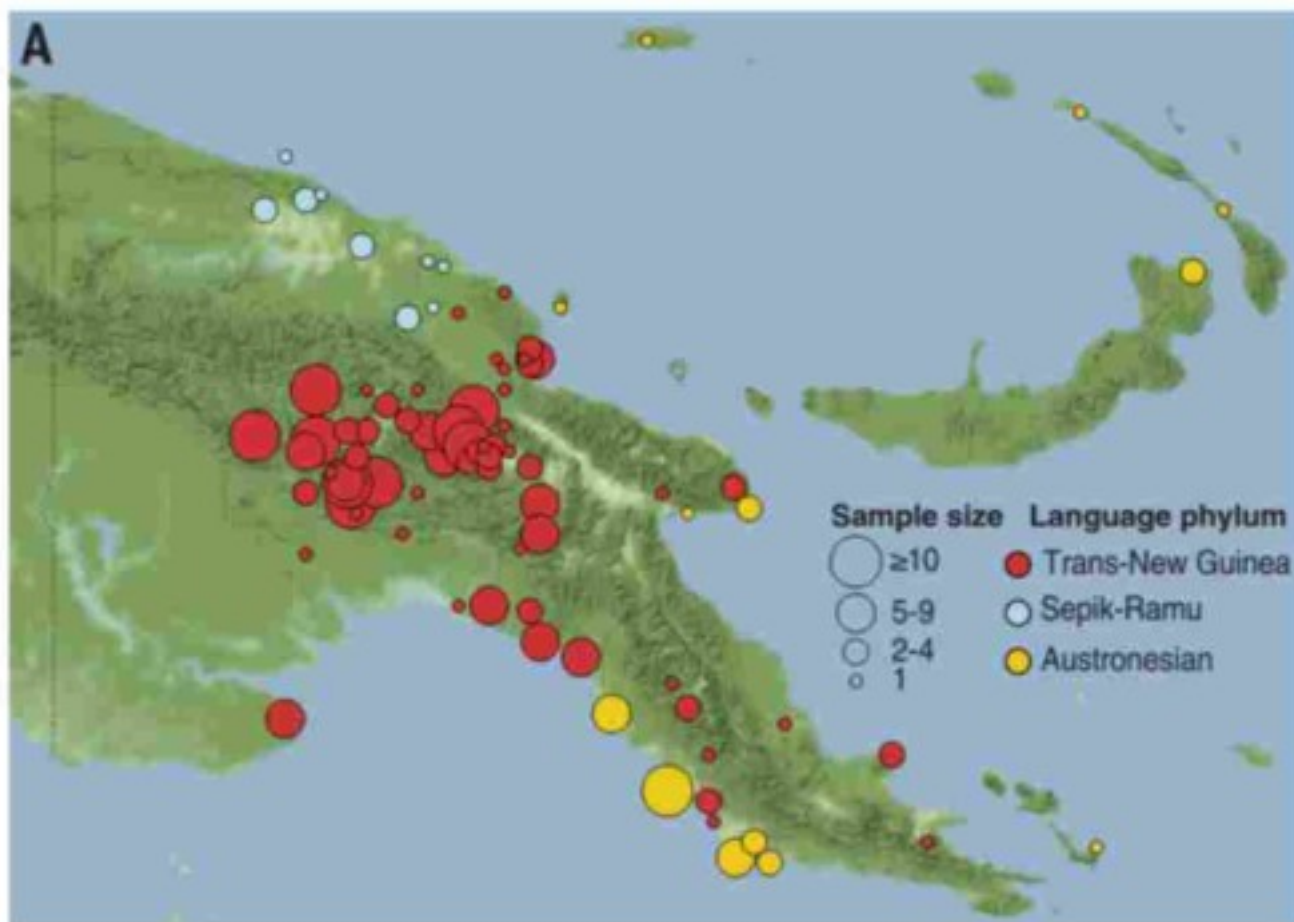 A
Sample size
≥10
5-9
2-4
1
Language phylum
Trans-New Guinea
Sepik-Ramu
Austronesian